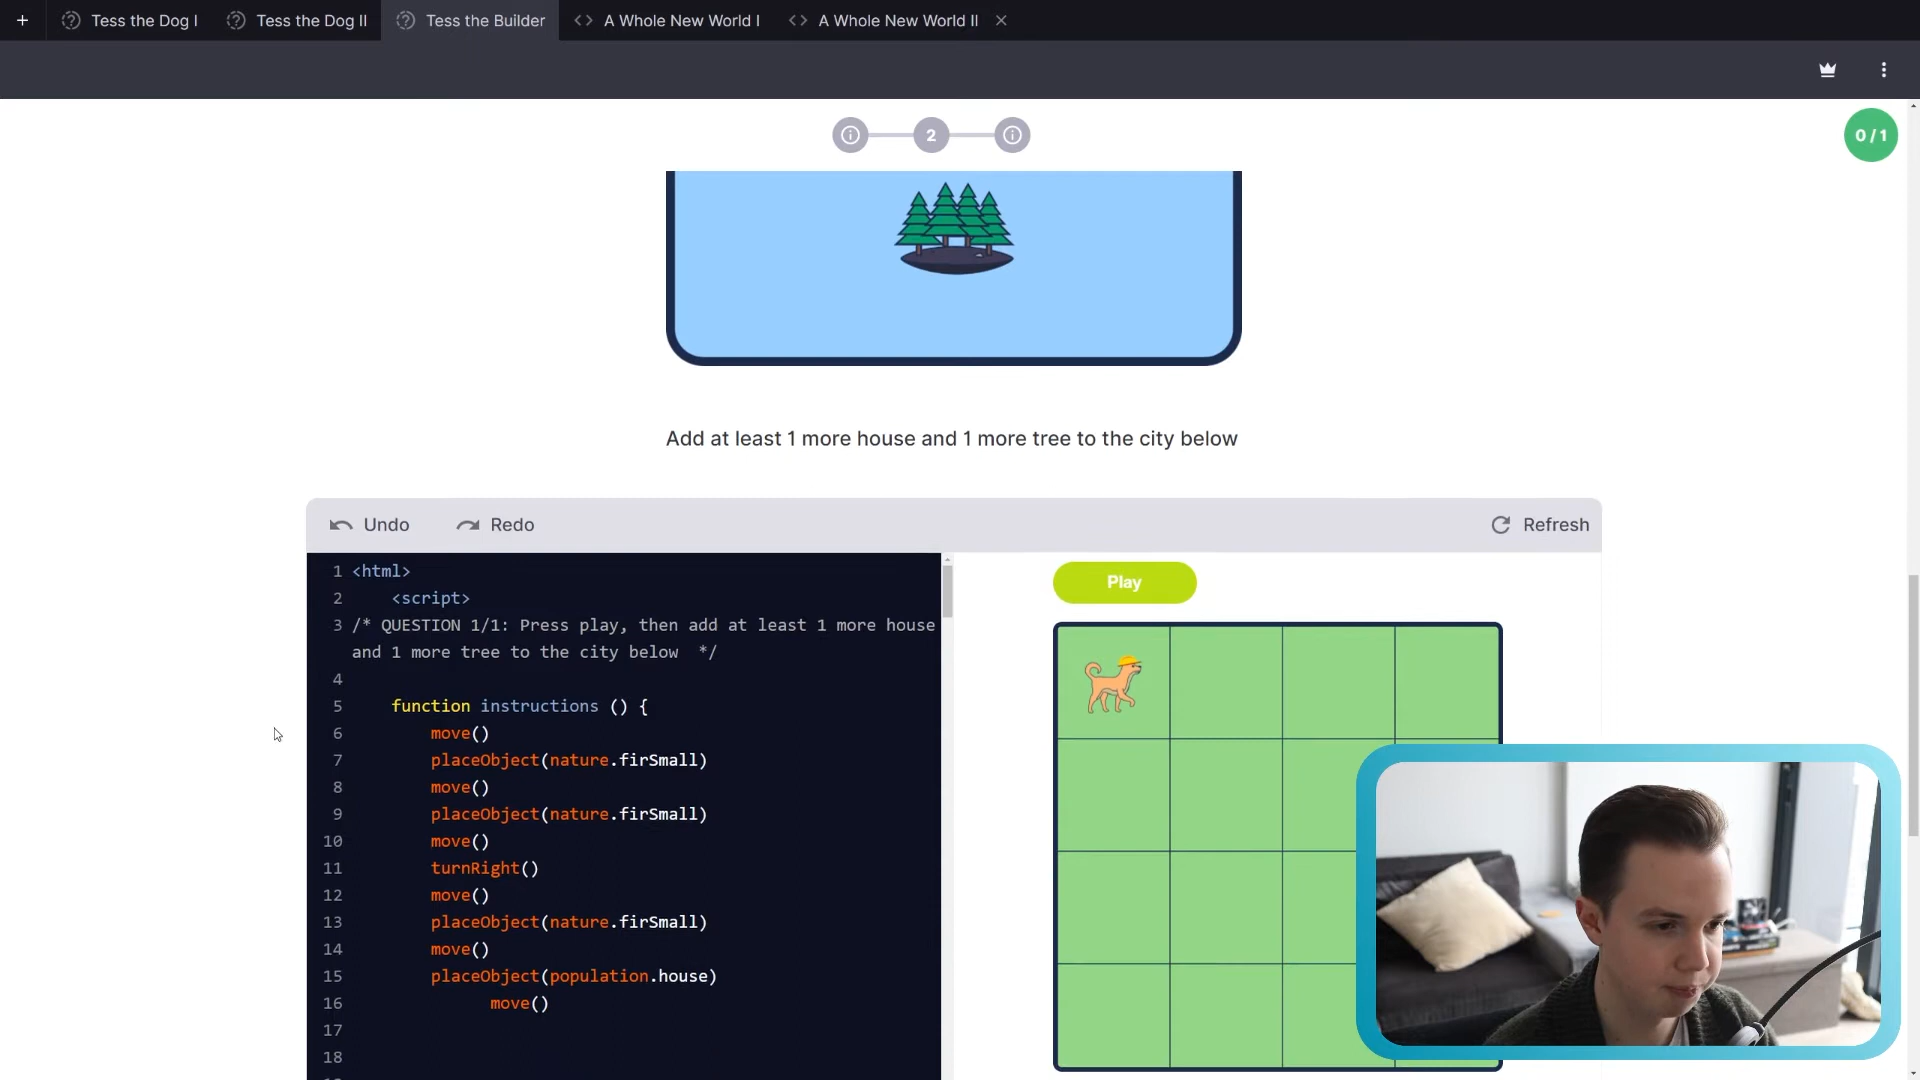 + Tess the Dog I Tess the Dog II Tess the Builder A Whole New World I A Whole New World II
2
0 / 1
Add at least 1 more house and 1 more tree to the city below
Undo Redo Refresh
Play
1 <html>
2 <script>
3 /* QUESTION 1/1: Press play, then add at least 1 more house
and 1 more tree to the city below */
4
5 function instructions () {
6 move()
7 placeObject(nature.firSmall)
8 move()
9 placeObject(nature.firSmall)
10 move()
11 turnRight()
12 move()
13 placeObject(nature.firSmall)
14 move()
15 placeObject(population.house)
16 move()
17
18